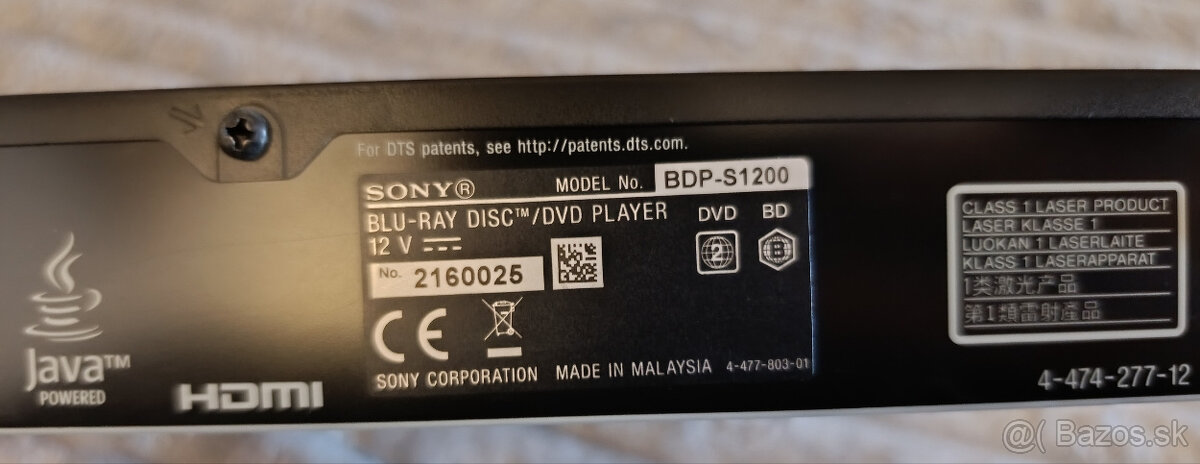 For DTS patents, see http://patents.dts.com.
SONY® MODEL No. BDP-S1200
BLU-RAY DISC™/DVD PLAYER DVD BD
12 V
2 B
No. 2160025
CE
SONY CORPORATION MADE IN MALAYSIA 4-477-803-01
Java™
POWERED
HDMI
CLASS 1 LASER PRODUCT
LASER KLASSE 1
LUOKAN 1 LASERLAITE
KLASS 1 LASERAPPARAT
1类激光产品
第1類雷射產品
4-474-277-12
@( Bazos.sk